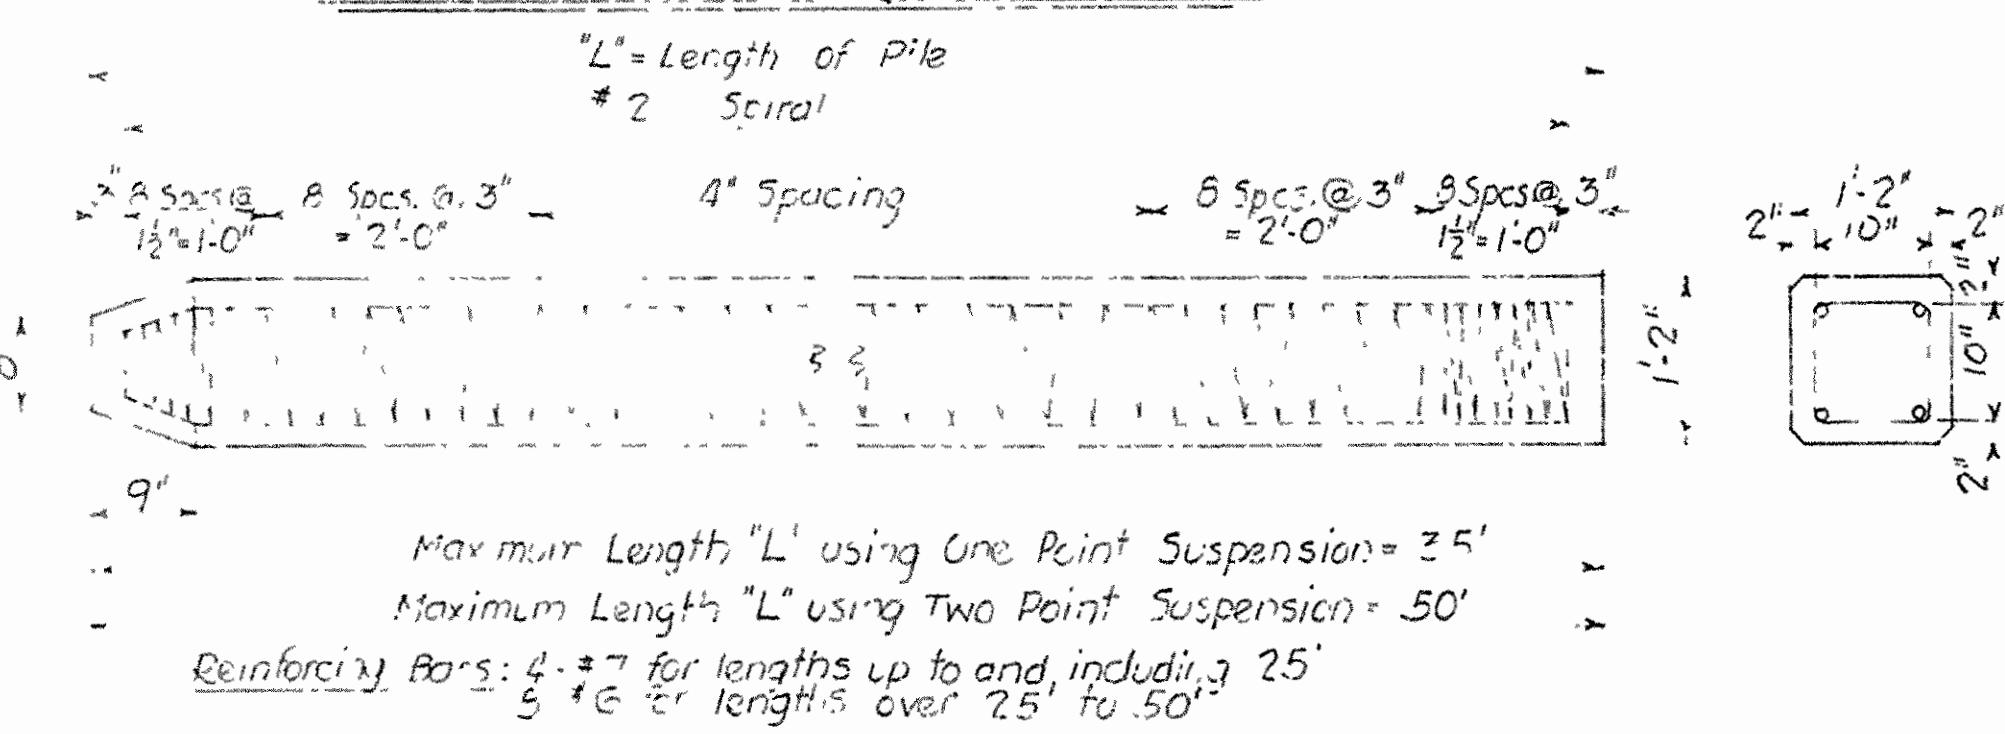 "L" = Length of Pile
# 2 Spiral
8 Spcs. @ 3" = 2'-0"
4" Spacing
8 Spcs. @ 3" = 2'-0"
8 Spcs @ 1½" = 1'-0"
3"
8 Spcs @ 1½" = 1'-0"
1'-2"
2" 10" 2"
2"
10"
2"
1'-2"
9"
Maximum Length "L" using One Point Suspension = 35'
Maximum Length "L" using Two Point Suspension = 50'
Reinforcing Bars: 4-#7 for lengths up to and including 25'
lengths over 25' to 50'